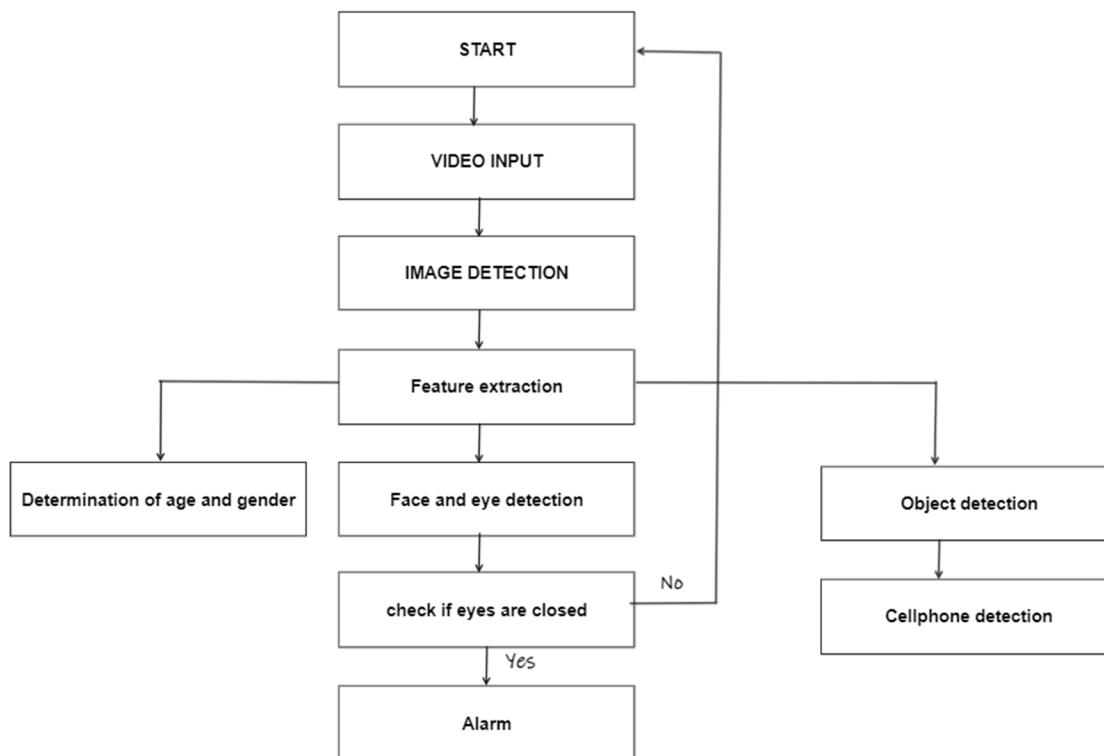 START
VIDEO INPUT
IMAGE DETECTION
Feature extraction
Determination of age and gender
Face and eye detection
Object detection
No
check if eyes are closed
Cellphone detection
Yes
Alarm